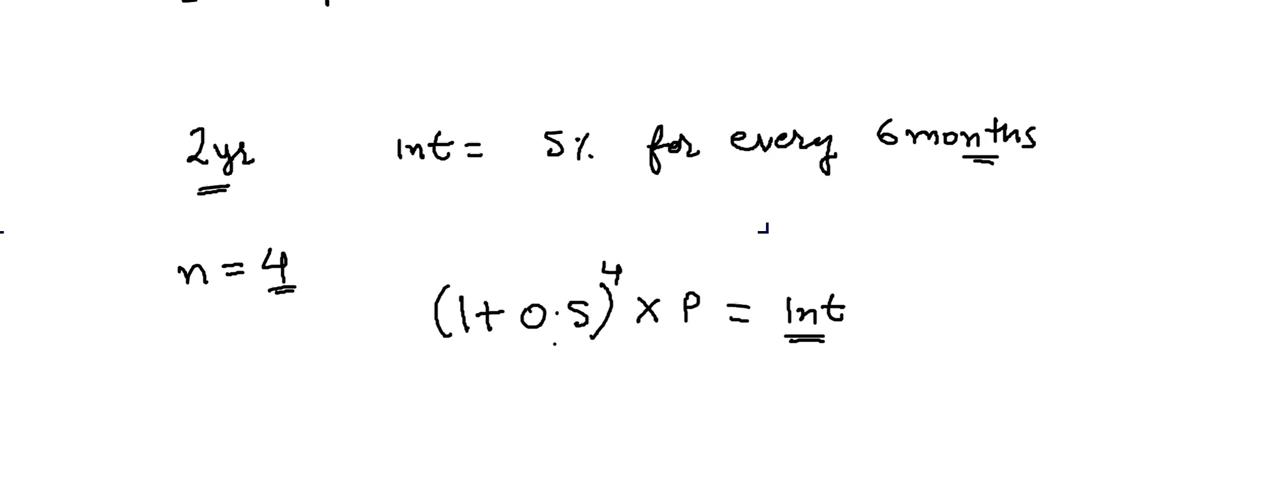 2yr int = 5% for every 6 months
n = 4
(1 + 0.5)^4 × P = Int